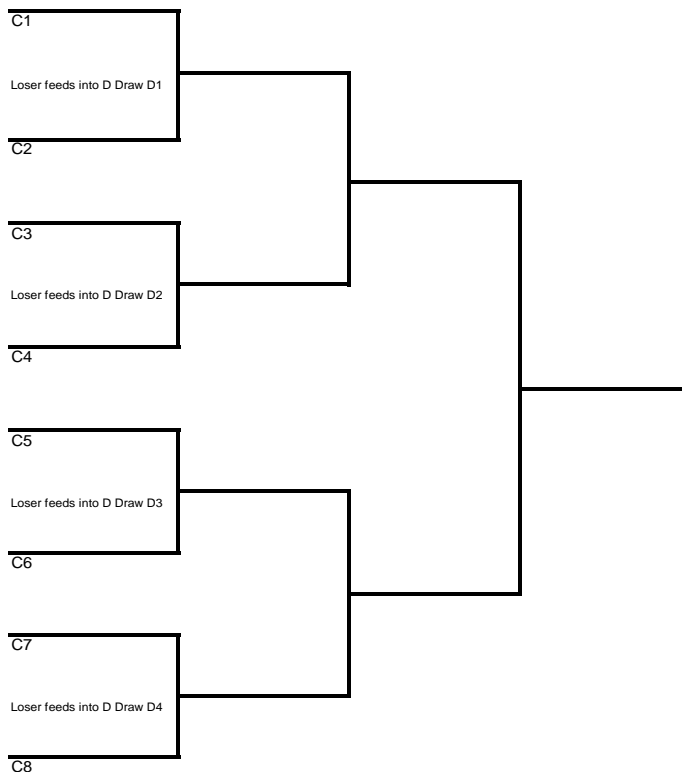 C1
Loser feeds into D Draw D1
C2
C3
Loser feeds into D Draw D2
C4
C5
Loser feeds into D Draw D3
C6
C7
Loser feeds into D Draw D4
C8